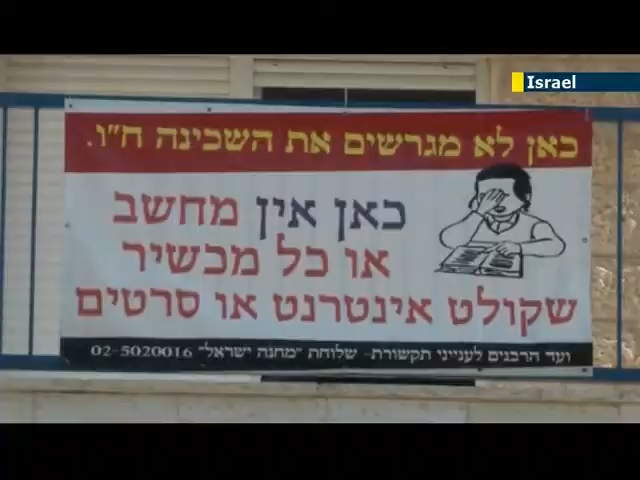 Israel
כאן לא מגרשים את השכינה ח"ו.
כאן אין מחשב
או כל מכשיר
שקולט אינטרנט או סרטים
ועד הרבנים לענייני תקשורת- שלוחת "מחנה ישראל" 02-5020016